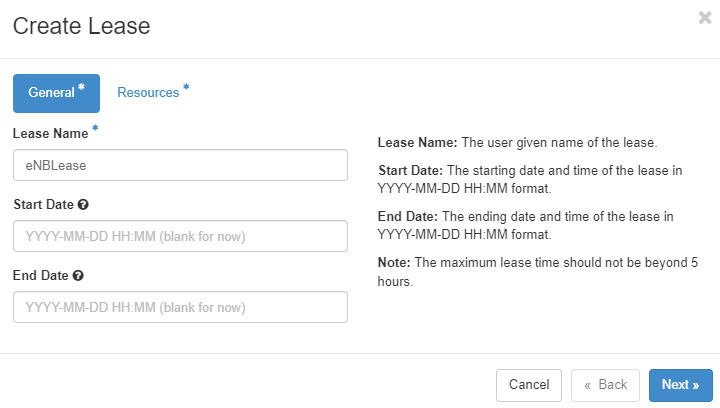 Create Lease
×
General *
Resources *
Lease Name *
eNBLease
Start Date ?
YYYY-MM-DD HH:MM (blank for now)
End Date ?
YYYY-MM-DD HH:MM (blank for now)
Lease Name: The user given name of the lease.
Start Date: The starting date and time of the lease in
YYYY-MM-DD HH:MM format.
End Date: The ending date and time of the lease in
YYYY-MM-DD HH:MM format.
Note: The maximum lease time should not be beyond 5
hours.
Cancel
« Back
Next »